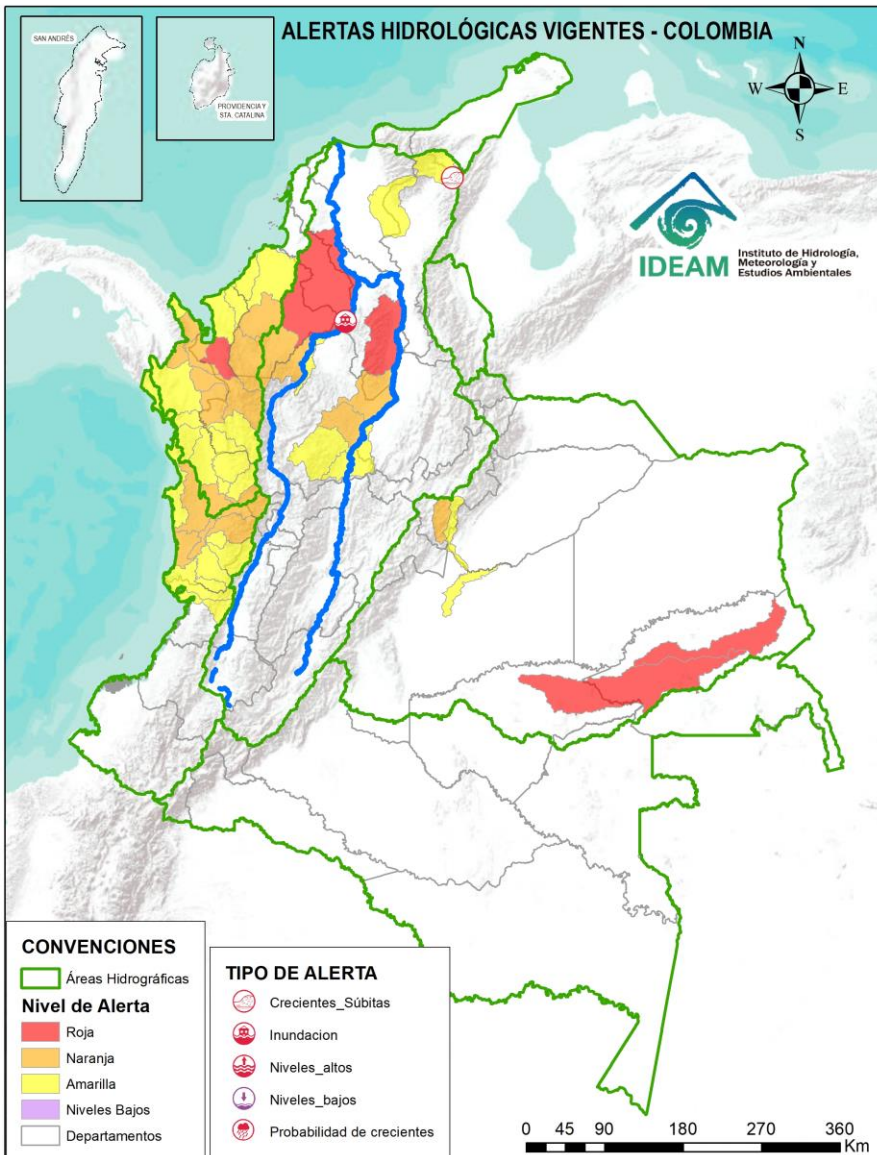 ALERTAS HIDROLÓGICAS VIGENTES - COLOMBIA
SAN ANDRÉS
PROVIDENCIA Y
STA. CATALINA
N
W
E
S
IDEAM
Instituto de Hidrología,
Meteorología y
Estudios Ambientales
CONVENCIONES
Áreas Hidrográficas
Nivel de Alerta
Roja
Naranja
Amarilla
Niveles Bajos
Departamentos
TIPO DE ALERTA
Crecientes_Súbitas
Inundacion
Niveles_altos
Niveles_bajos
Probabilidad de crecientes
0 45 90 180 270 360
Km